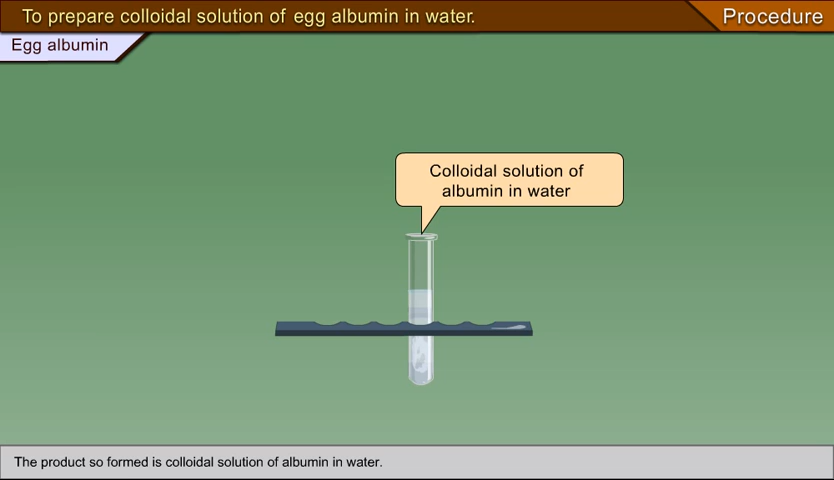 To prepare colloidal solution of egg albumin in water.
Procedure
Egg albumin
Colloidal solution of
albumin in water
The product so formed is colloidal solution of albumin in water.